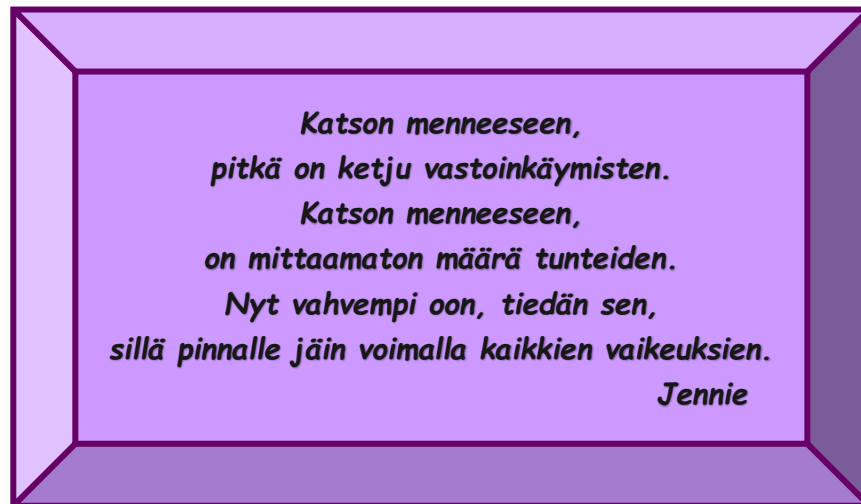 Katson menneeseen,
pitkä on ketju vastoinkäymisten.
Katson menneeseen,
on mittaamaton määrä tunteiden.
Nyt vahvempi oon, tiedän sen,
sillä pinnalle jäin voimalla kaikkien vaikeuksien.
Jennie